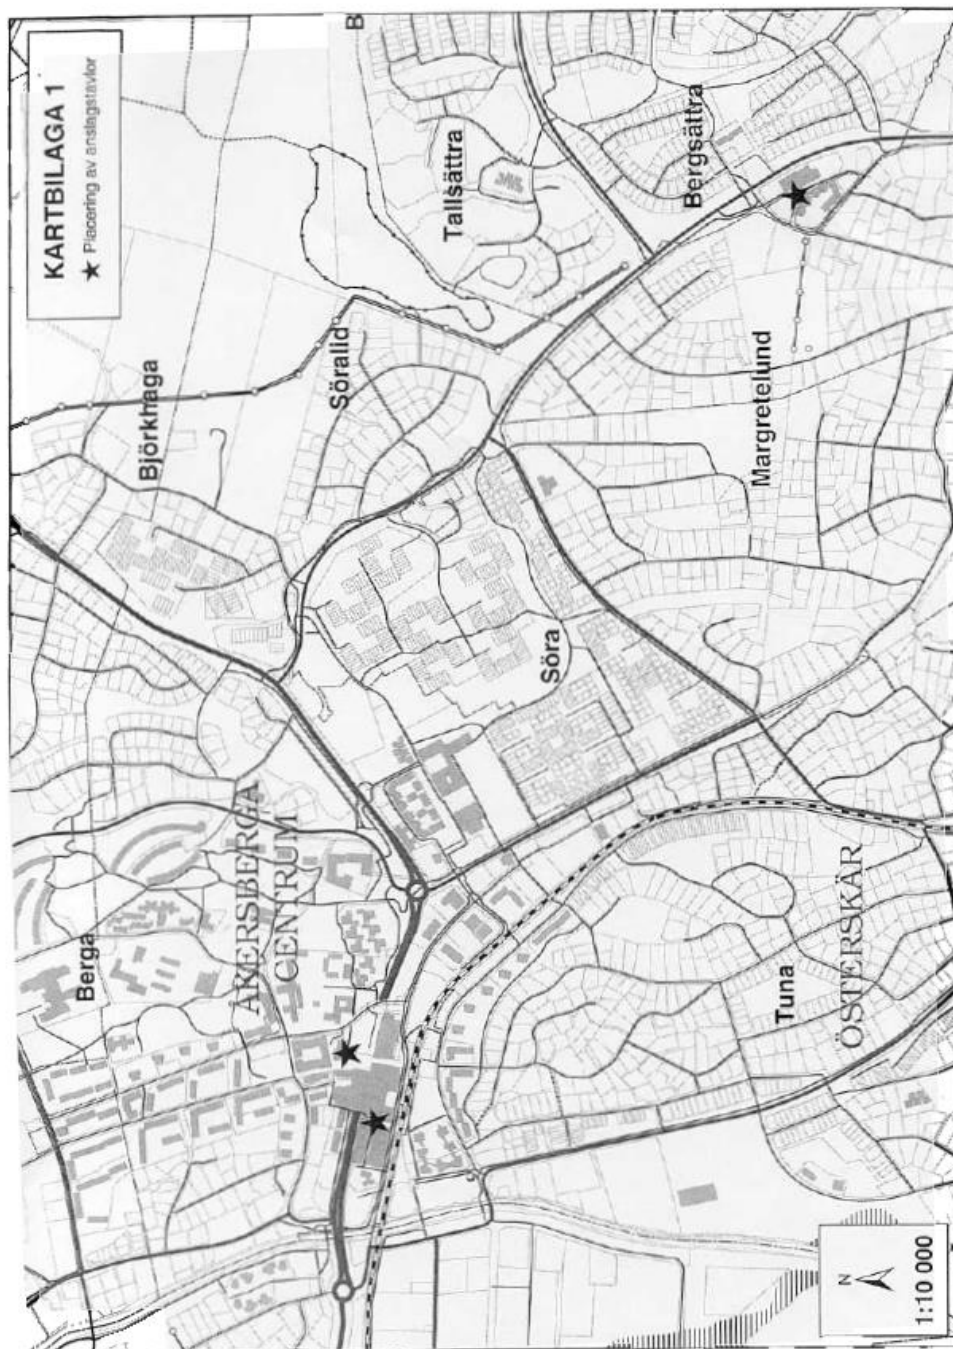 KARTBILAGA 1
★ Placering av anslagstavlor
B
Tallsättra
Bergsättra
Björkhaga
Söralid
Margretelund
Söra
Berga
ÅKERSBERGA
CENTRUM
Tuna
ÖSTERSKÄR
N
1:10 000